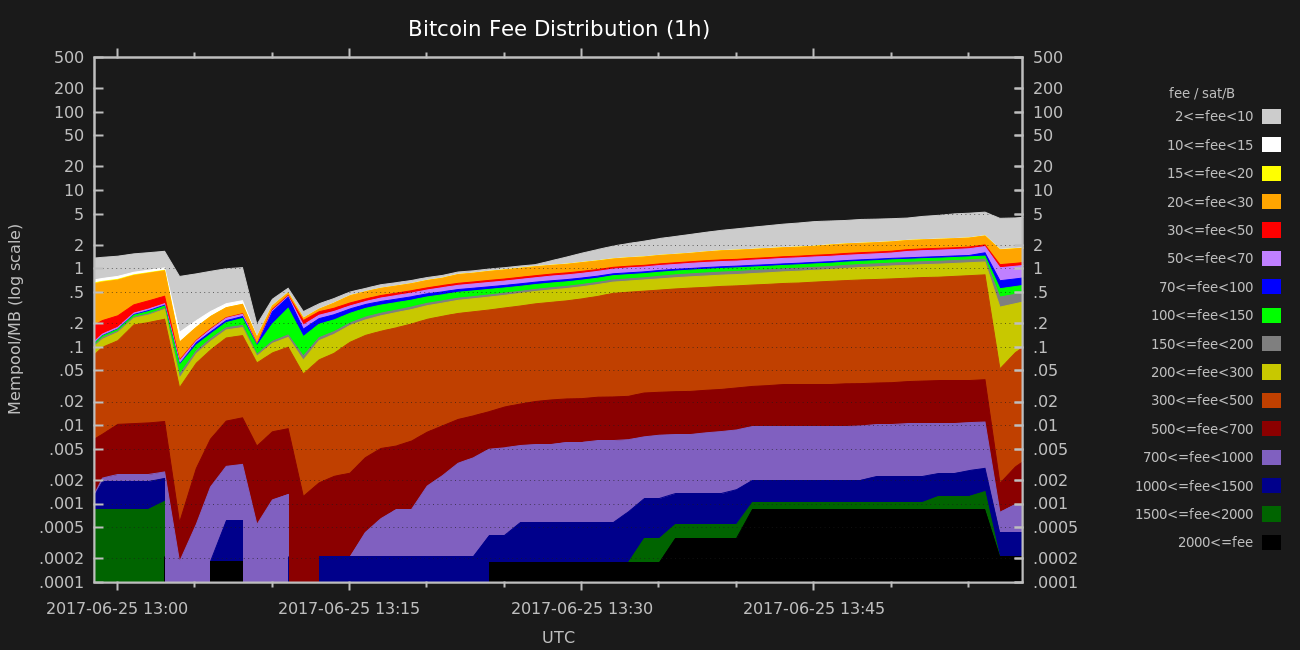 Bitcoin Fee Distribution (1h)
500
200
100
50
20
10
5
2
1
.5
.2
.1
.05
.02
.01
.005
.002
.001
.0005
.0002
.0001
Mempool/MB (log scale)
500
200
100
50
20
10
5
2
1
.5
.2
.1
.05
.02
.01
.005
.002
.001
.0005
.0002
.0001
2017-06-25 13:00
2017-06-25 13:15
2017-06-25 13:30
2017-06-25 13:45
UTC
fee / sat/B
2<=fee<10
10<=fee<15
15<=fee<20
20<=fee<30
30<=fee<50
50<=fee<70
70<=fee<100
100<=fee<150
150<=fee<200
200<=fee<300
300<=fee<500
500<=fee<700
700<=fee<1000
1000<=fee<1500
1500<=fee<2000
2000<=fee